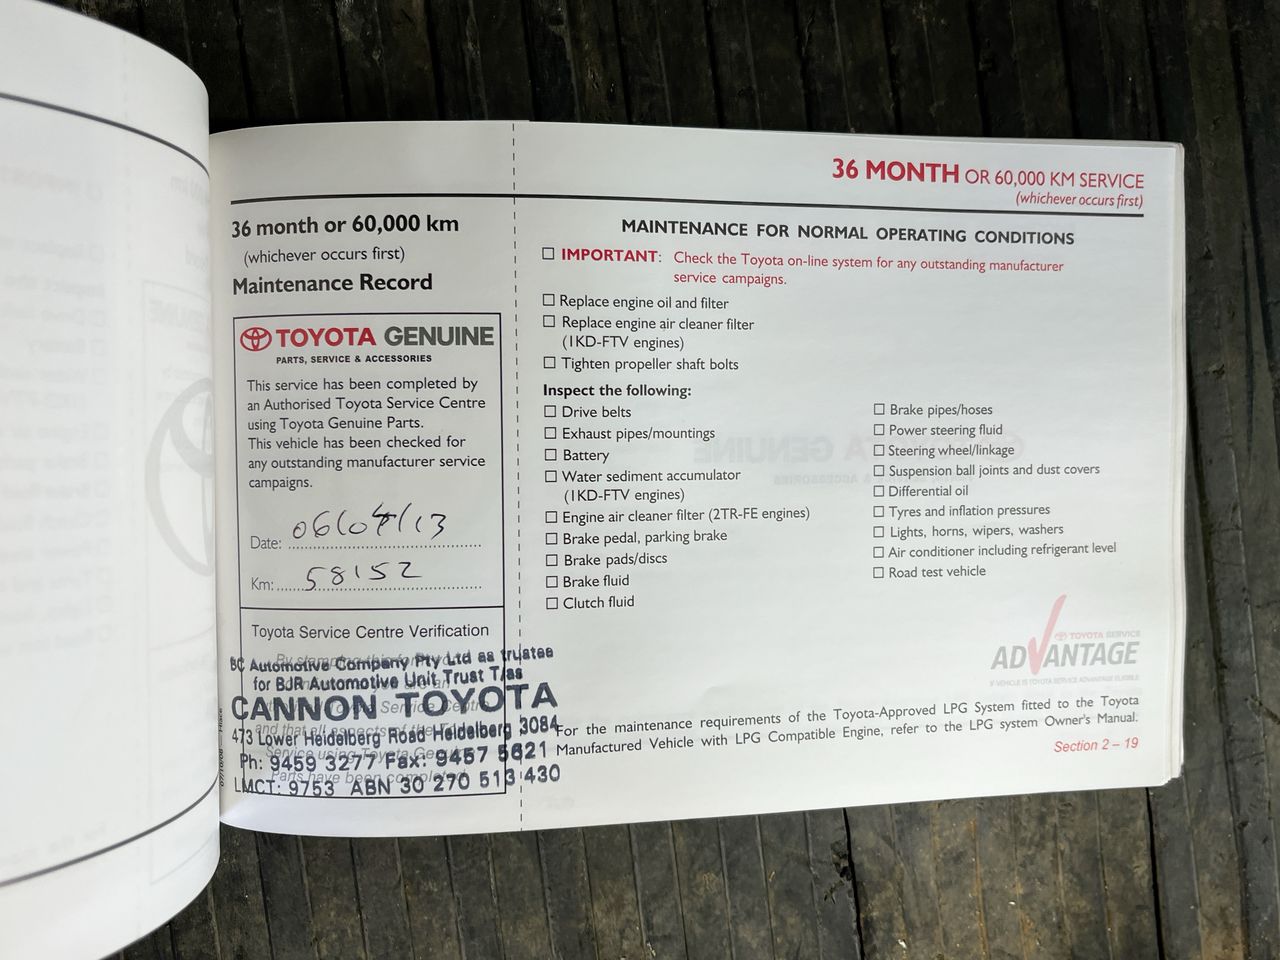 36 month or 60,000 km
(whichever occurs first)
Maintenance Record
TOYOTA GENUINE
PARTS, SERVICE & ACCESSORIES
This service has been completed by
an Authorised Toyota Service Centre
using Toyota Genuine Parts.
This vehicle has been checked for
any outstanding manufacturer service
campaigns.
Date: 06/04/13
Km: 58152
Toyota Service Centre Verification
BC Automotive Company Pty Ltd as trustee
for BJR Automotive Unit Trust T/as
CANNON TOYOTA
473 Lower Heidelberg Road Heidelberg 3084
Ph: 9459 3277 Fax: 9457 5621
LMCT: 9753 ABN 30 270 513 430
36 MONTH OR 60,000 KM SERVICE
(whichever occurs first)
MAINTENANCE FOR NORMAL OPERATING CONDITIONS
IMPORTANT: Check the Toyota on-line system for any outstanding manufacturer
service campaigns.
Replace engine oil and filter
Replace engine air cleaner filter
(1KD-FTV engines)
Tighten propeller shaft bolts
Inspect the following:
Drive belts
Exhaust pipes/mountings
Battery
Water sediment accumulator
(1KD-FTV engines)
Engine air cleaner filter (2TR-FE engines)
Brake pedal, parking brake
Brake pads/discs
Brake fluid
Clutch fluid
Brake pipes/hoses
Power steering fluid
Steering wheel/linkage
Suspension ball joints and dust covers
Differential oil
Tyres and inflation pressures
Lights, horns, wipers, washers
Air conditioner including refrigerant level
Road test vehicle
TOYOTA SERVICE
ADVANTAGE
IF VEHICLE IS TOYOTA SERVICE ADVANTAGE ELIGIBLE
For the maintenance requirements of the Toyota-Approved LPG System fitted to the Toyota
Manufactured Vehicle with LPG Compatible Engine, refer to the LPG system Owner's Manual.
Section 2 – 19